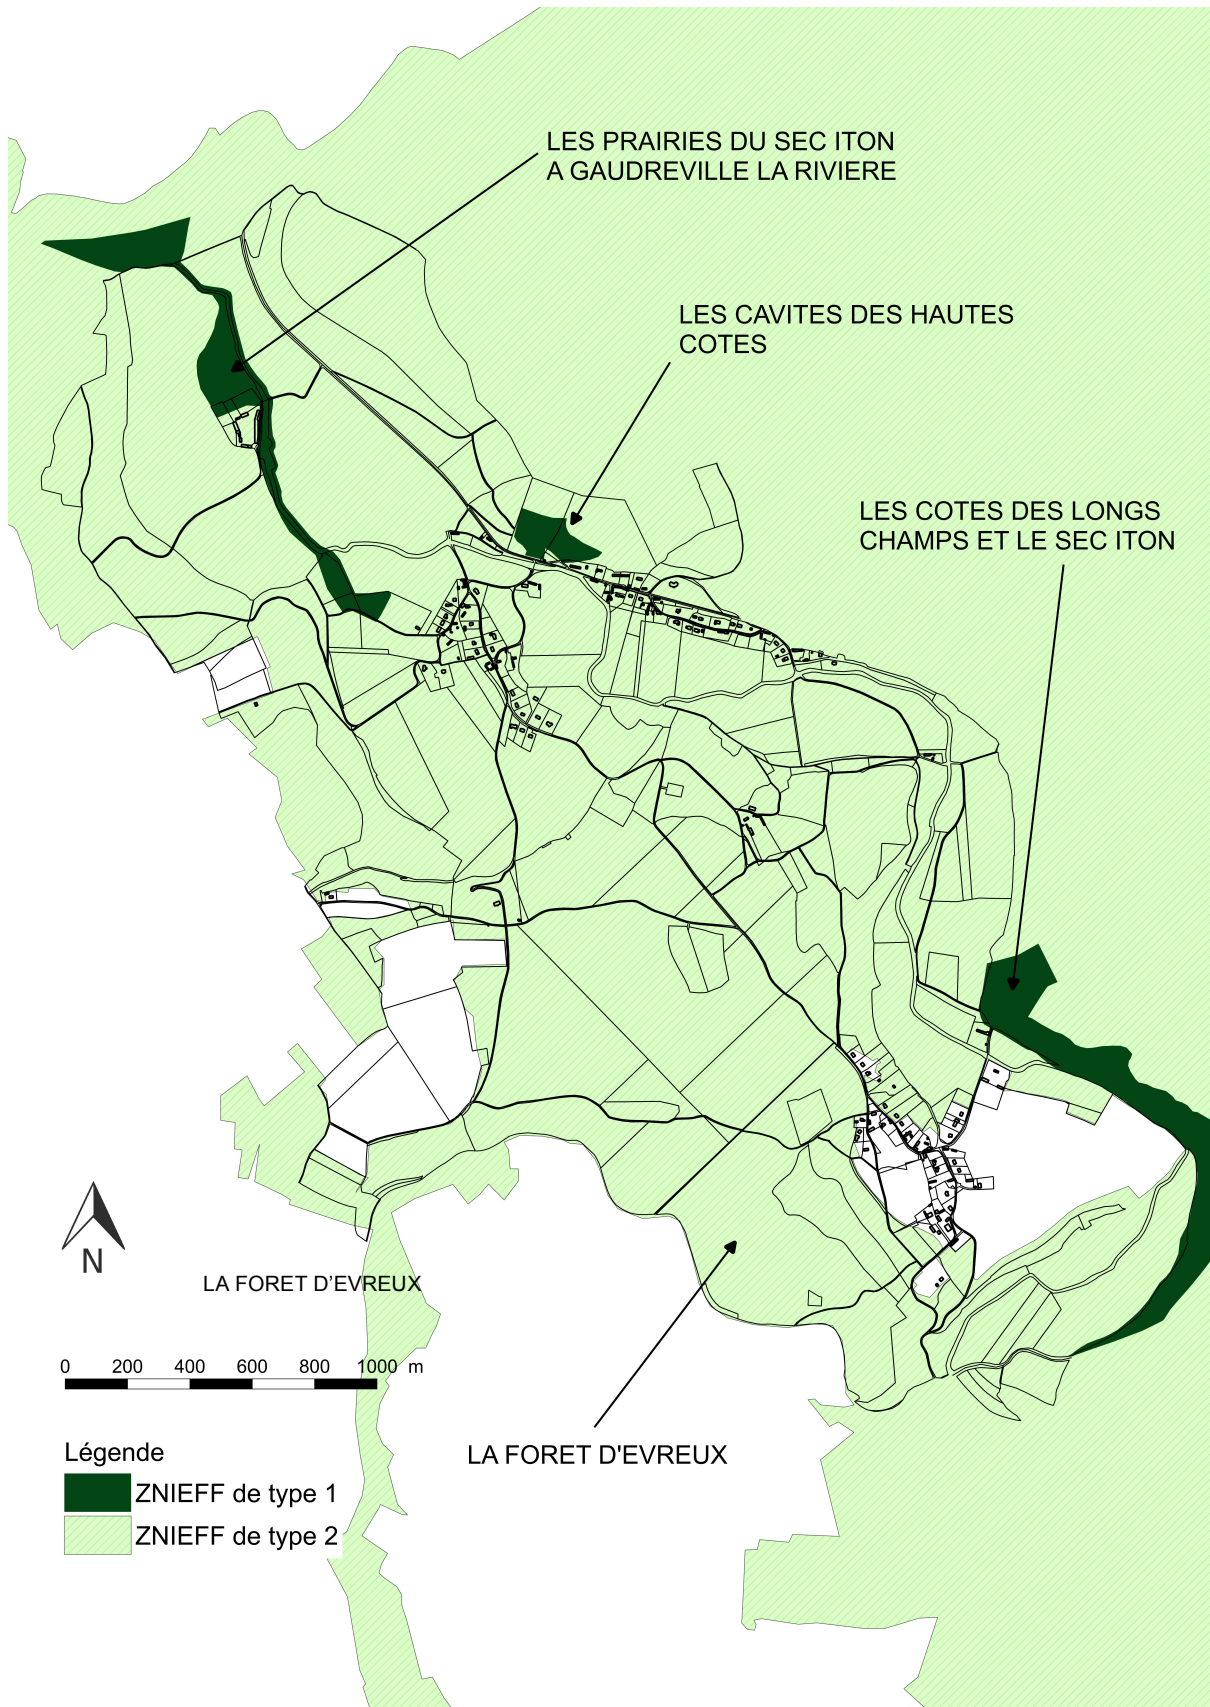 LES PRAIRIES DU SEC ITON
A GAUDREVILLE LA RIVIERE
LES CAVITES DES HAUTES
COTES
LES COTES DES LONGS
CHAMPS ET LE SEC ITON
N
LA FORET D’EVREUX
0 200 400 600 800 1000 m
LA FORET D'EVREUX
Légende
ZNIEFF de type 1
ZNIEFF de type 2